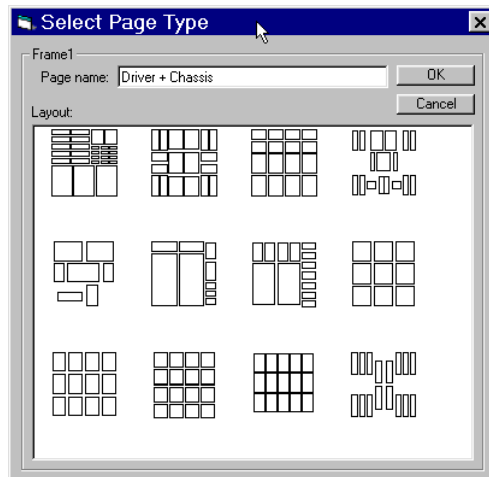 Select Page Type
Frame1
Page name: Driver + Chassis
OK
Cancel
Layout: